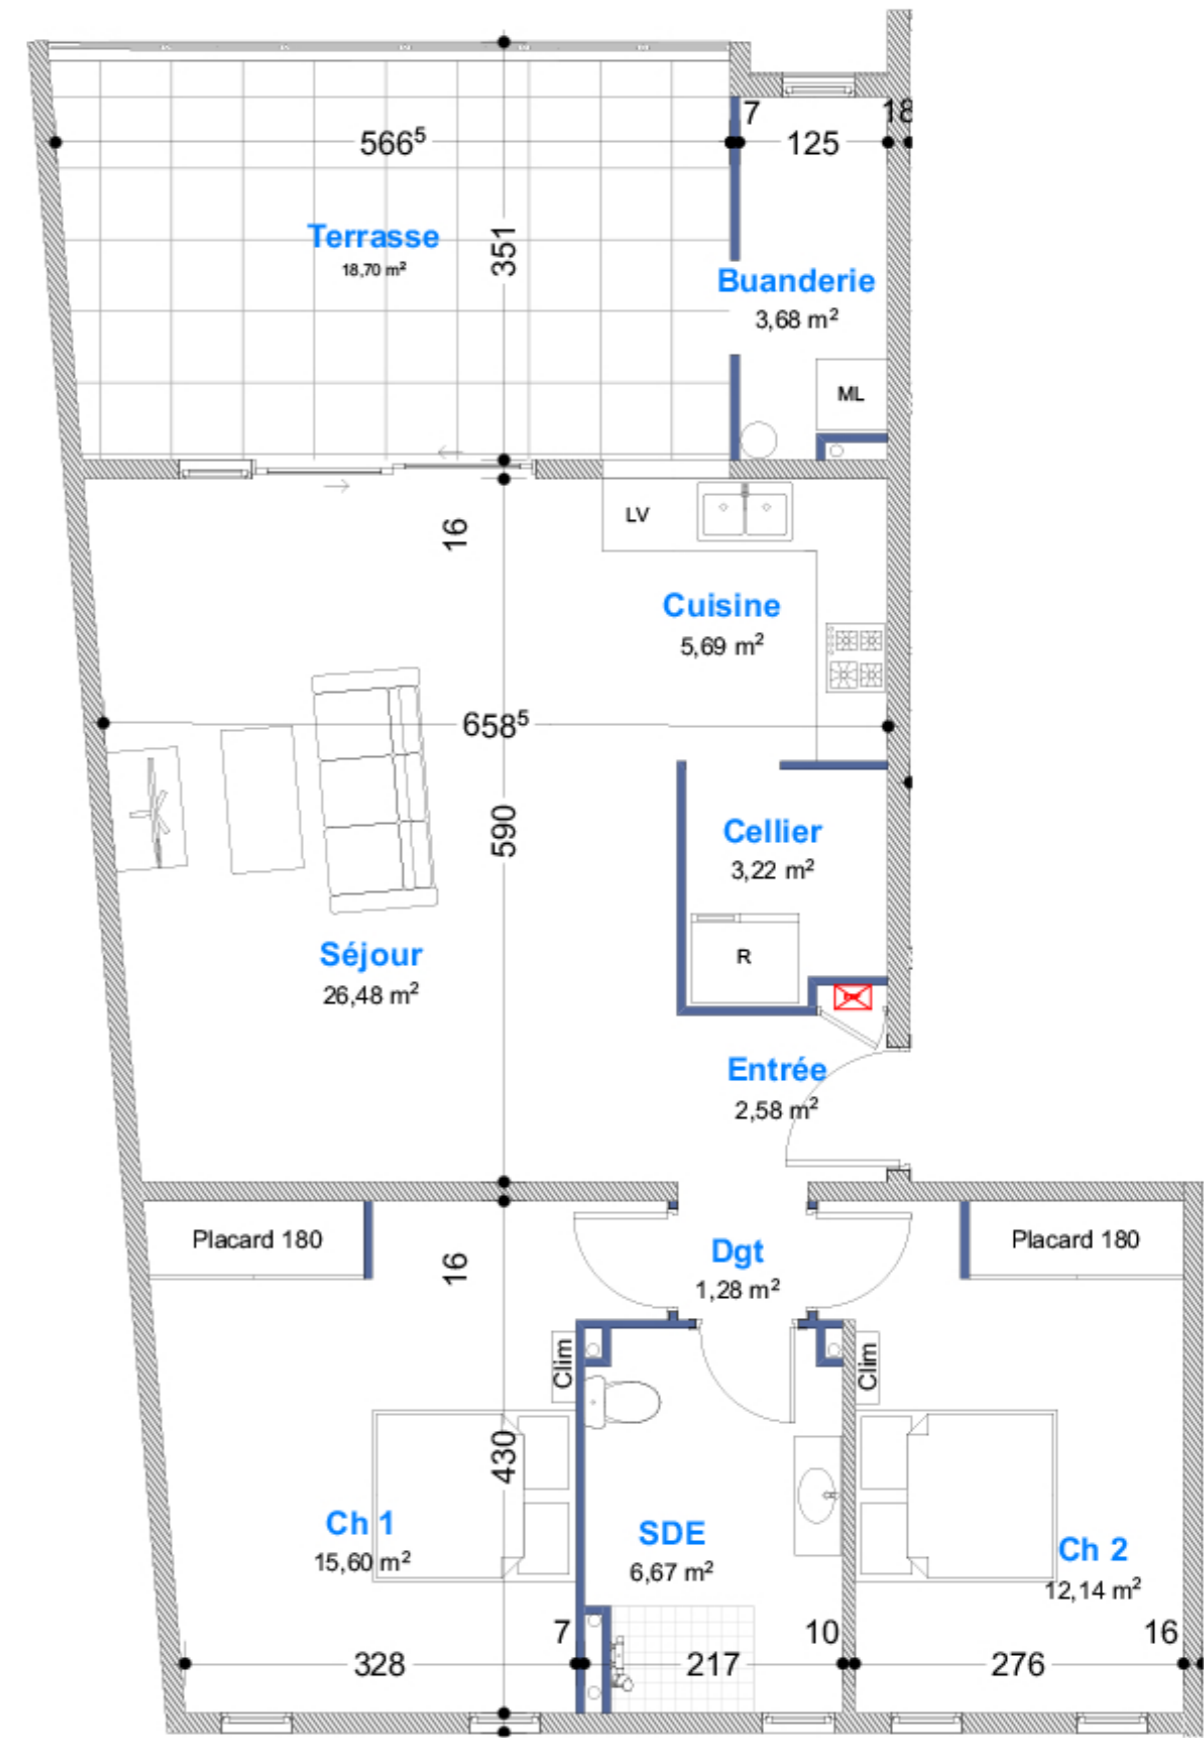 7
18
566⁵
125
Terrasse
18,70 m²
351
Buanderie
3,68 m²
ML
LV
16
Cuisine
5,69 m²
658⁵
590
Cellier
3,22 m²
R
Séjour
26,48 m²
Entrée
2,58 m²
Placard 180
Placard 180
16
Dgt
1,28 m²
Clim
Clim
430
Ch 1
15,60 m²
SDE
6,67 m²
Ch 2
12,14 m²
7
10
16
328
217
276